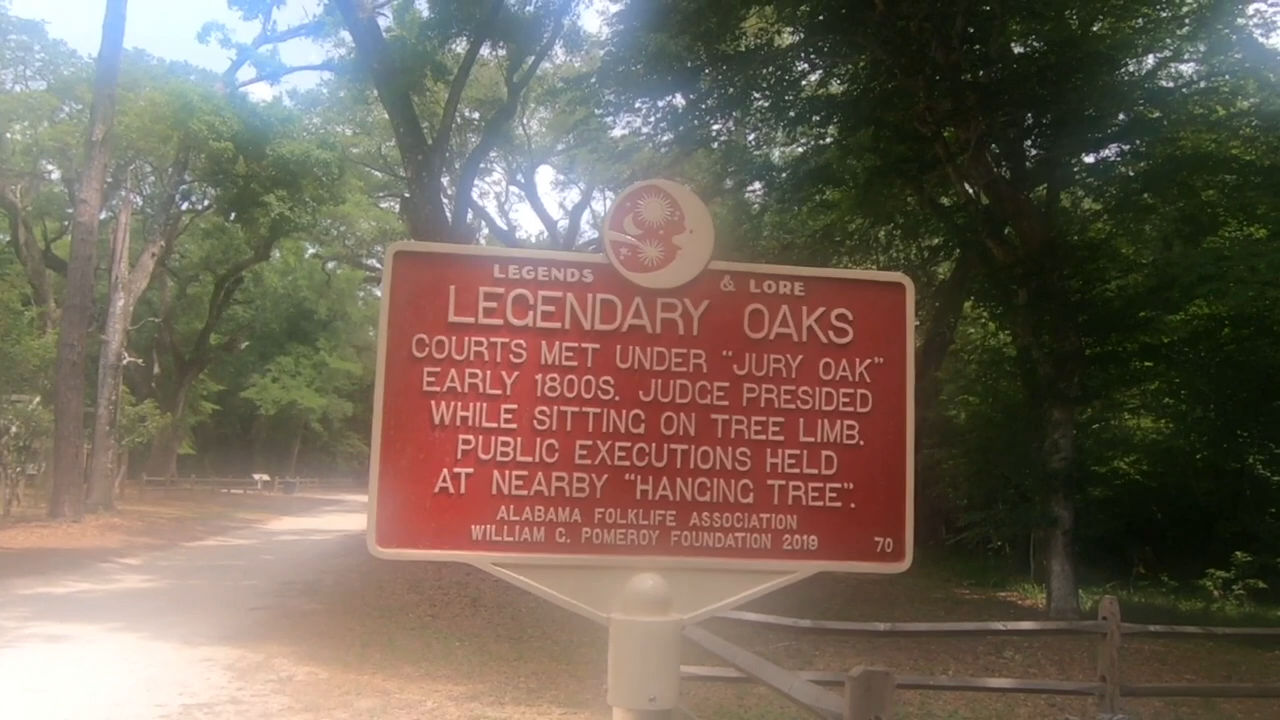 LEGENDS & LORE
LEGENDARY OAKS
COURTS MET UNDER “JURY OAK”
EARLY 1800S. JUDGE PRESIDED
WHILE SITTING ON TREE LIMB.
PUBLIC EXECUTIONS HELD
AT NEARBY “HANGING TREE”.
ALABAMA FOLKLIFE ASSOCIATION
WILLIAM C. POMEROY FOUNDATION 2019 70